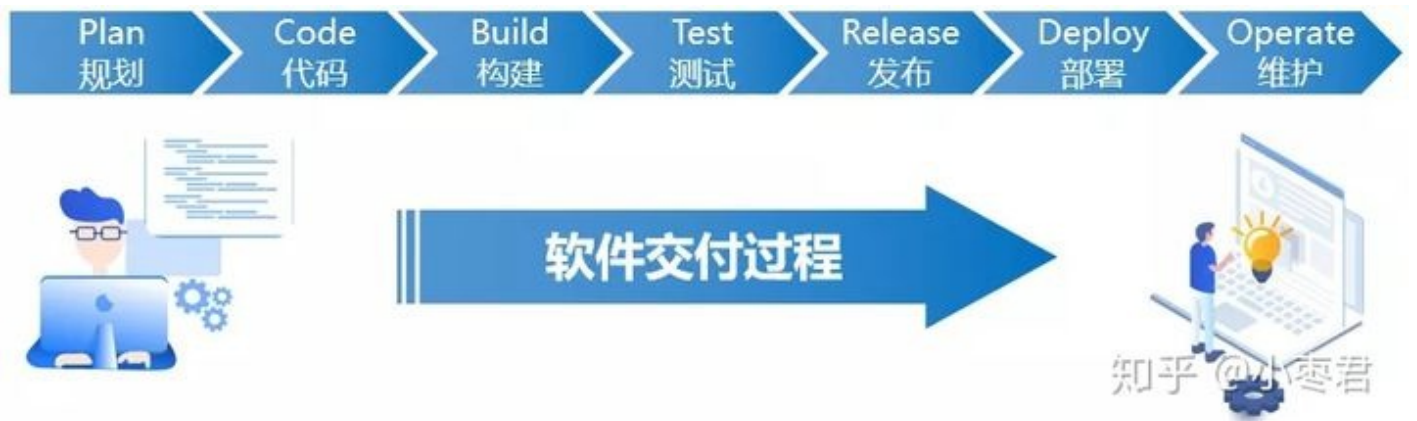 Plan
规划
Code
代码
Build
构建
Test
测试
Release
发布
Deploy
部署
Operate
维护
软件交付过程
知乎 @小枣君